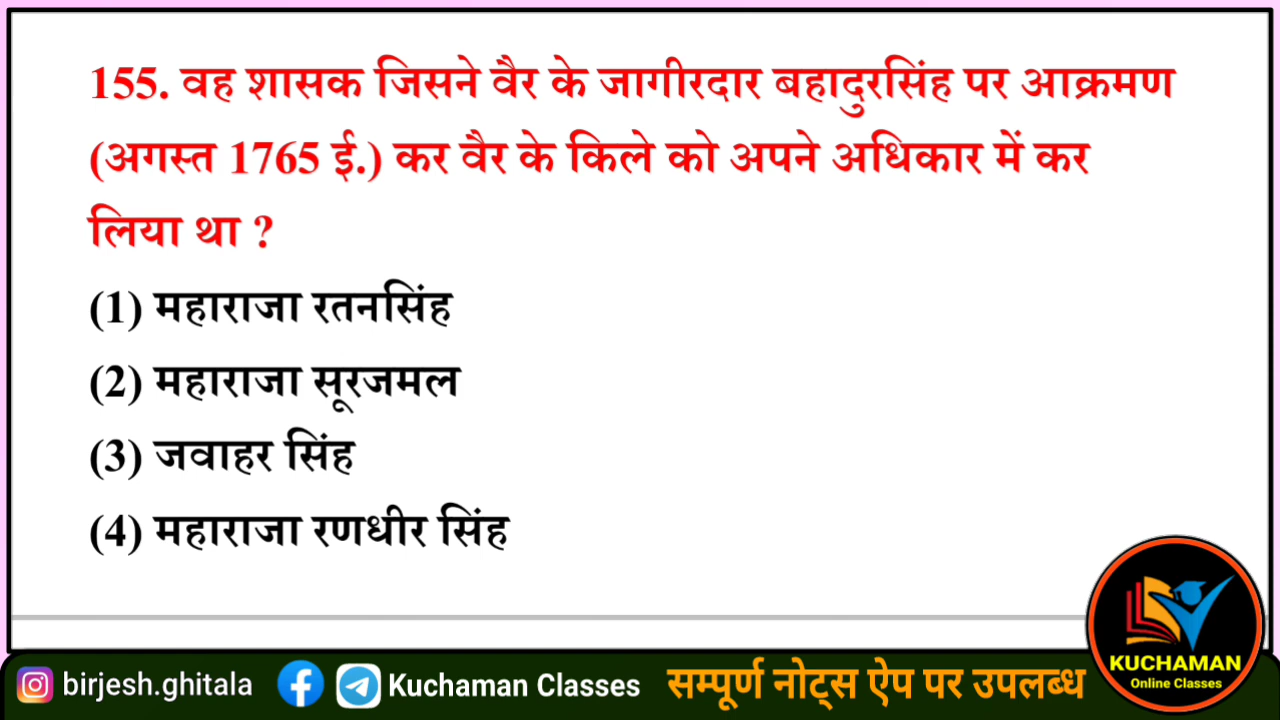 155. वह शासक जिसने वैर के जागीरदार बहादुरसिंह पर आक्रमण
(अगस्त 1765 ई.) कर वैर के किले को अपने अधिकार में कर
लिया था ?
(1) महाराजा रतनसिंह
(2) महाराजा सूरजमल
(3) जवाहर सिंह
(4) महाराजा रणधीर सिंह
KUCHAMAN
Online Classes
birjesh.ghitala Kuchaman Classes सम्पूर्ण नोट्स ऐप पर उपलब्ध